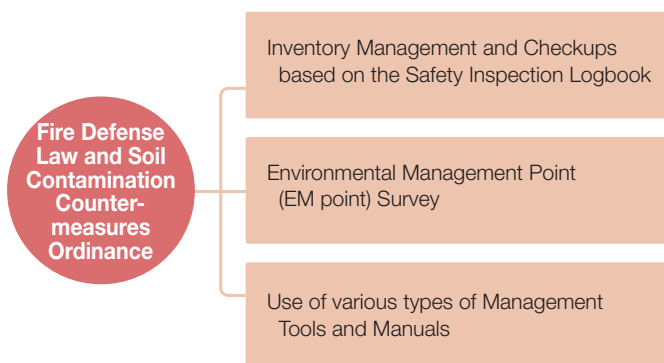 Fire Defense
Law and Soil
Contamination
Counter-
measures
Ordinance
Inventory Management and Checkups
based on the Safety Inspection Logbook
Environmental Management Point
(EM point) Survey
Use of various types of Management
Tools and Manuals